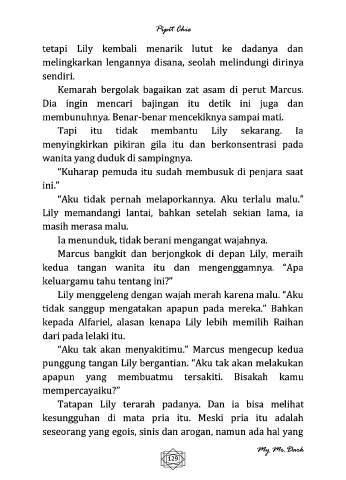 Pipit Chie
tetapi Lily kembali menarik lutut ke dadanya dan
melingkarkan lengannya disana, seolah melindungi dirinya
sendiri.
Kemarah bergolak bagaikan zat asam di perut Marcus.
Dia ingin mencari bajingan itu detik ini juga dan
membunuhnya. Benar-benar mencekiknya sampai mati.
Tapi itu tidak membantu Lily sekarang. Ia
menyingkirkan pikiran gila itu dan berkonsentrasi pada
wanita yang duduk di sampingnya.
“Kuharap pemuda itu sudah membusuk di penjara saat
ini.”
“Aku tidak pernah melaporkannya. Aku terlalu malu.”
Lily memandangi lantai, bahkan setelah sekian lama, ia
masih merasa malu.
Ia menunduk, tidak berani mengangat wajahnya.
Marcus bangkit dan berjongkok di depan Lily, meraih
kedua tangan wanita itu dan mengenggamnya. “Apa
keluargamu tahu tentang ini?”
Lily menggeleng dengan wajah merah karena malu. “Aku
tidak sanggup mengatakan apapun pada mereka.” Bahkan
kepada Alfariel, alasan kenapa Lily lebih memilih Raihan
dari pada lelaki itu.
“Aku tak akan menyakitimu.” Marcus mengecup kedua
punggung tangan Lily bergantian. “Aku tak akan melakukan
apapun yang membuatmu tersakiti. Bisakah kamu
mempercayaiku?”
Tatapan Lily terarah padanya. Dan ia bisa melihat
kesungguhan di mata pria itu. Meski pria itu adalah
seseorang yang egois, sinis dan arogan, namun ada hal yang
My Mr. Dark
129